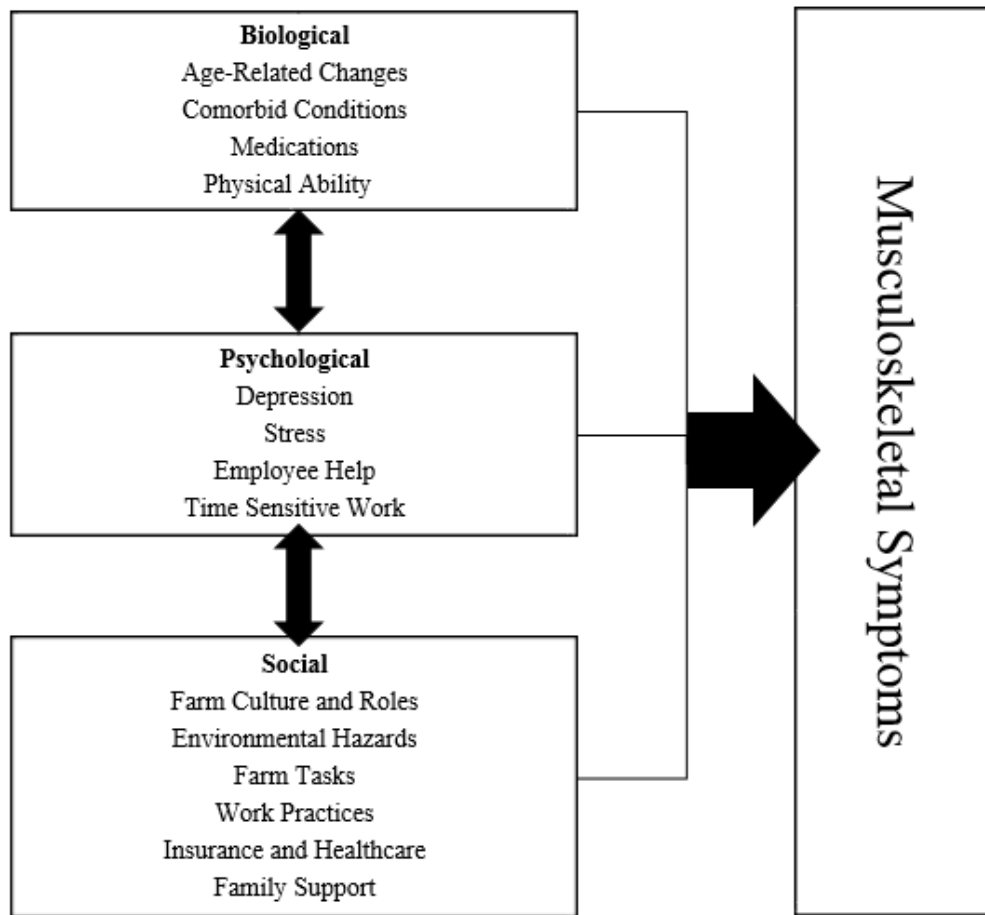 Biological
Age-Related Changes
Comorbid Conditions
Medications
Physical Ability
Psychological
Depression
Stress
Employee Help
Time Sensitive Work
Social
Farm Culture and Roles
Environmental Hazards
Farm Tasks
Work Practices
Insurance and Healthcare
Family Support
Musculoskeletal Symptoms